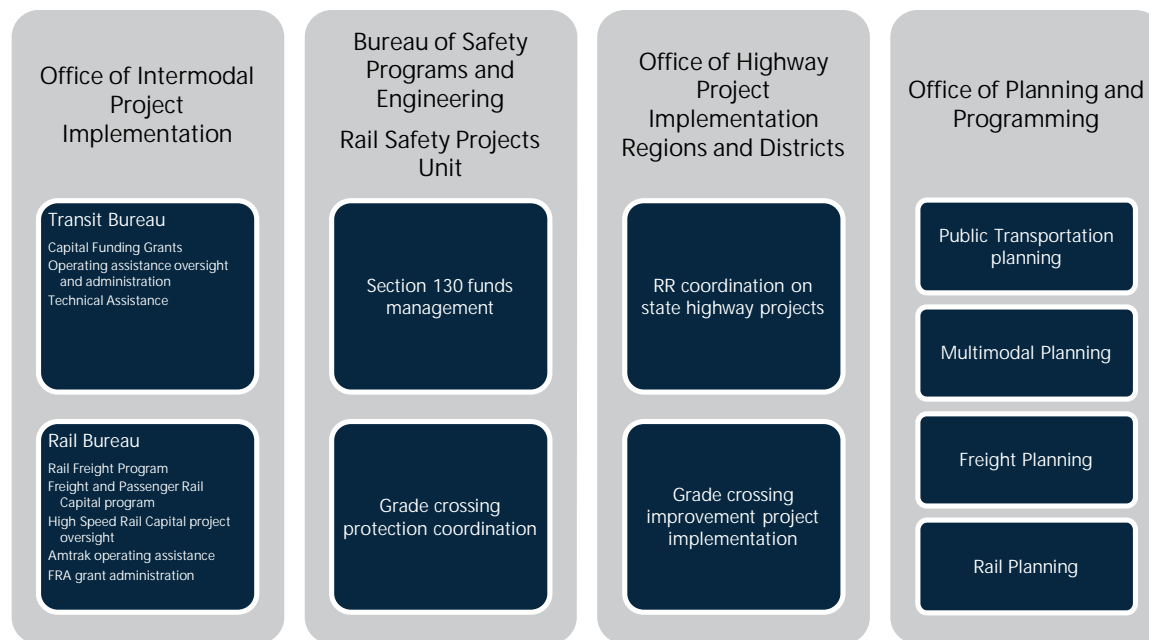 Office of Intermodal
Project
Implementation
Transit Bureau
Capital Funding Grants
Operating assistance oversight
and administration
Technical Assistance
Rail Bureau
Rail Freight Program
Freight and Passenger Rail
Capital program
High Speed Rail Capital project
oversight
Amtrak operating assistance
FRA grant administration
Bureau of Safety
Programs and
Engineering
Rail Safety Projects
Unit
Section 130 funds
management
Grade crossing
protection coordination
Office of Highway
Project
Implementation
Regions and Districts
RR coordination on
state highway projects
Grade crossing
improvement project
implementation
Office of Planning and
Programming
Public Transportation
planning
Multimodal Planning
Freight Planning
Rail Planning